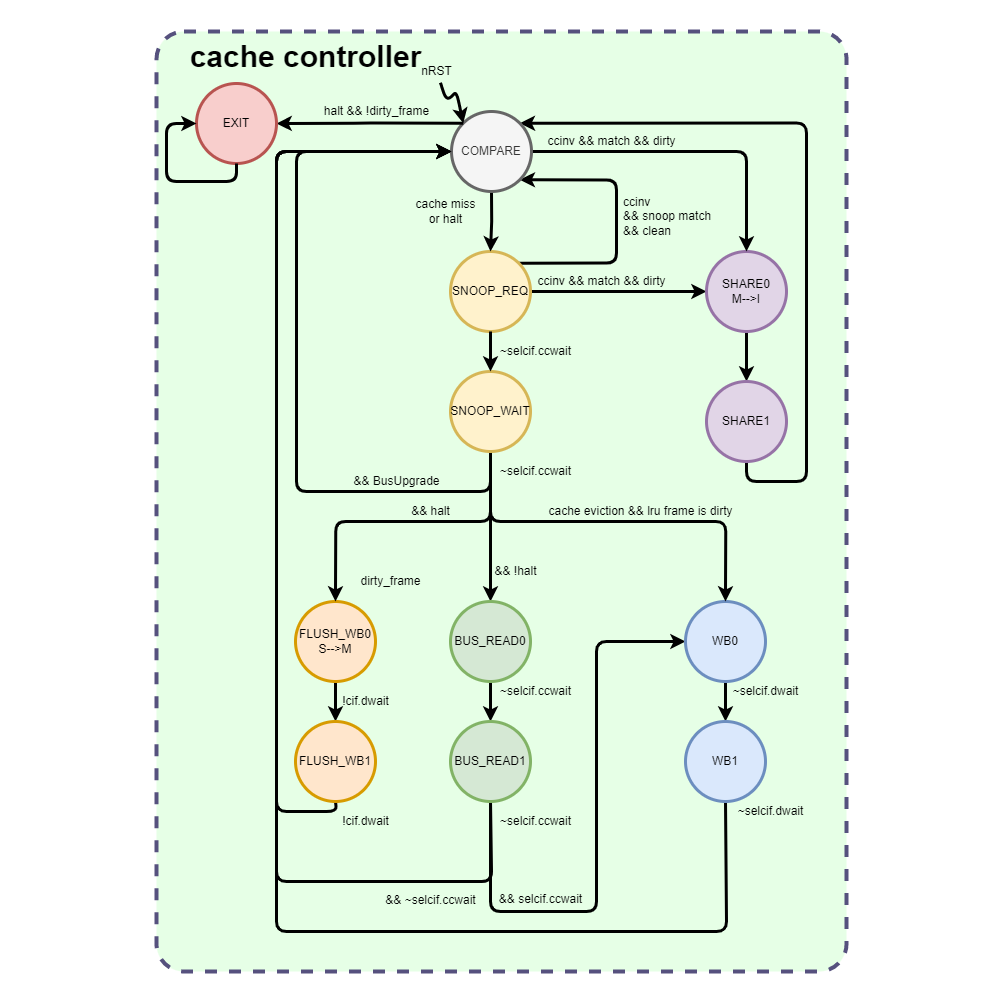 cache controller
nRST
EXIT
halt && !dirty_frame
COMPARE
ccinv && match && dirty
cache miss
or halt
ccinv
&& snoop match
&& clean
SNOOP_REQ
ccinv && match && dirty
SHARE0
M-->I
~selcif.ccwait
SNOOP_WAIT
SHARE1
~selcif.ccwait
&& BusUpgrade
&& halt
cache eviction && lru frame is dirty
dirty_frame
&& !halt
FLUSH_WB0
S-->M
BUS_READ0
WB0
!cif.dwait
~selcif.ccwait
~selcif.dwait
FLUSH_WB1
BUS_READ1
WB1
!cif.dwait
~selcif.ccwait
~selcif.dwait
&& ~selcif.ccwait
&& selcif.ccwait